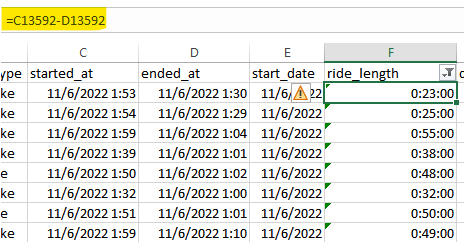 =C13592-D13592
C D E F
ype started_at ended_at start_date ride_length
ke 11/6/2022 1:53 11/6/2022 1:30 11/6/2022 0:23:00
ke 11/6/2022 1:54 11/6/2022 1:29 11/6/2022 0:25:00
ke 11/6/2022 1:59 11/6/2022 1:04 11/6/2022 0:55:00
ke 11/6/2022 1:39 11/6/2022 1:01 11/6/2022 0:38:00
e 11/6/2022 1:50 11/6/2022 1:02 11/6/2022 0:48:00
ke 11/6/2022 1:32 11/6/2022 1:00 11/6/2022 0:32:00
ke 11/6/2022 1:51 11/6/2022 1:01 11/6/2022 0:50:00
ke 11/6/2022 1:59 11/6/2022 1:10 11/6/2022 0:49:00